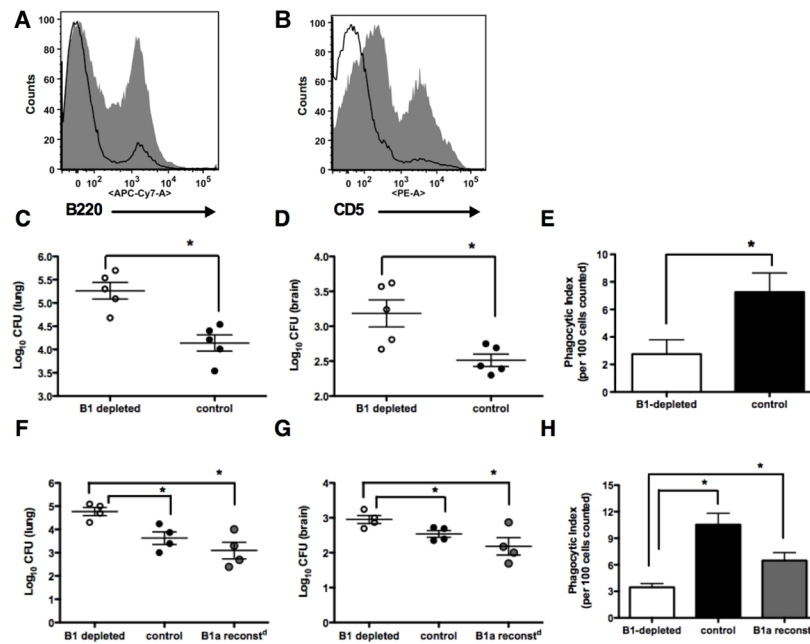 A
B
Counts
100
80
60
40
20
0
0 10² 10³ 10⁴ 10⁵
<APC-Cy7-A>
B220
Counts
100
80
60
40
20
0
0 10² 10³ 10⁴ 10⁵
<PE-A>
CD5
C
D
E
Log₁₀ CFU (lung)
6.0
5.5
5.0
4.5
4.0
3.5
3.0
*
B1 depleted control
Log₁₀ CFU (brain)
4.0
3.5
3.0
2.5
2.0
*
B1 depleted control
Phagocytic Index
(per 100 cells counted)
10
8
6
4
2
0
*
B1-depleted control
F
G
H
Log₁₀ CFU (lung)
6
5
4
3
2
1
0
*
*
B1 depleted control B1a reconstᵈ
Log₁₀ CFU (brain)
4
3
2
1
0
*
*
B1 depleted control B1a reconstᵈ
Phagocytic Index
(per 100 cells counted)
15
12
9
6
3
0
*
*
B1-depleted control B1a reconstᵈ